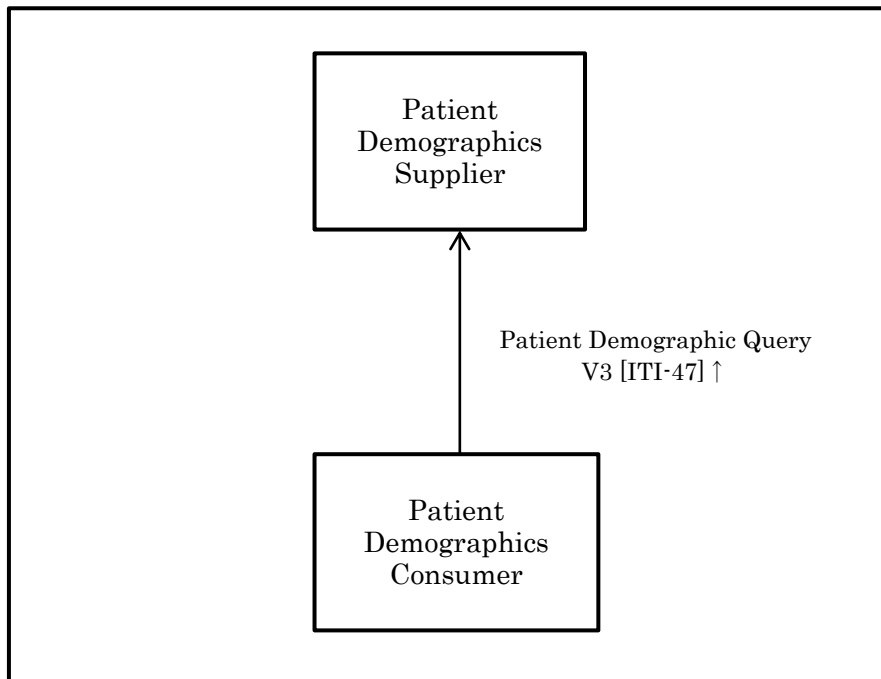 Patient
Demographics
Supplier
Patient Demographic Query
V3 [ITI-47] ↑
Patient
Demographics
Consumer